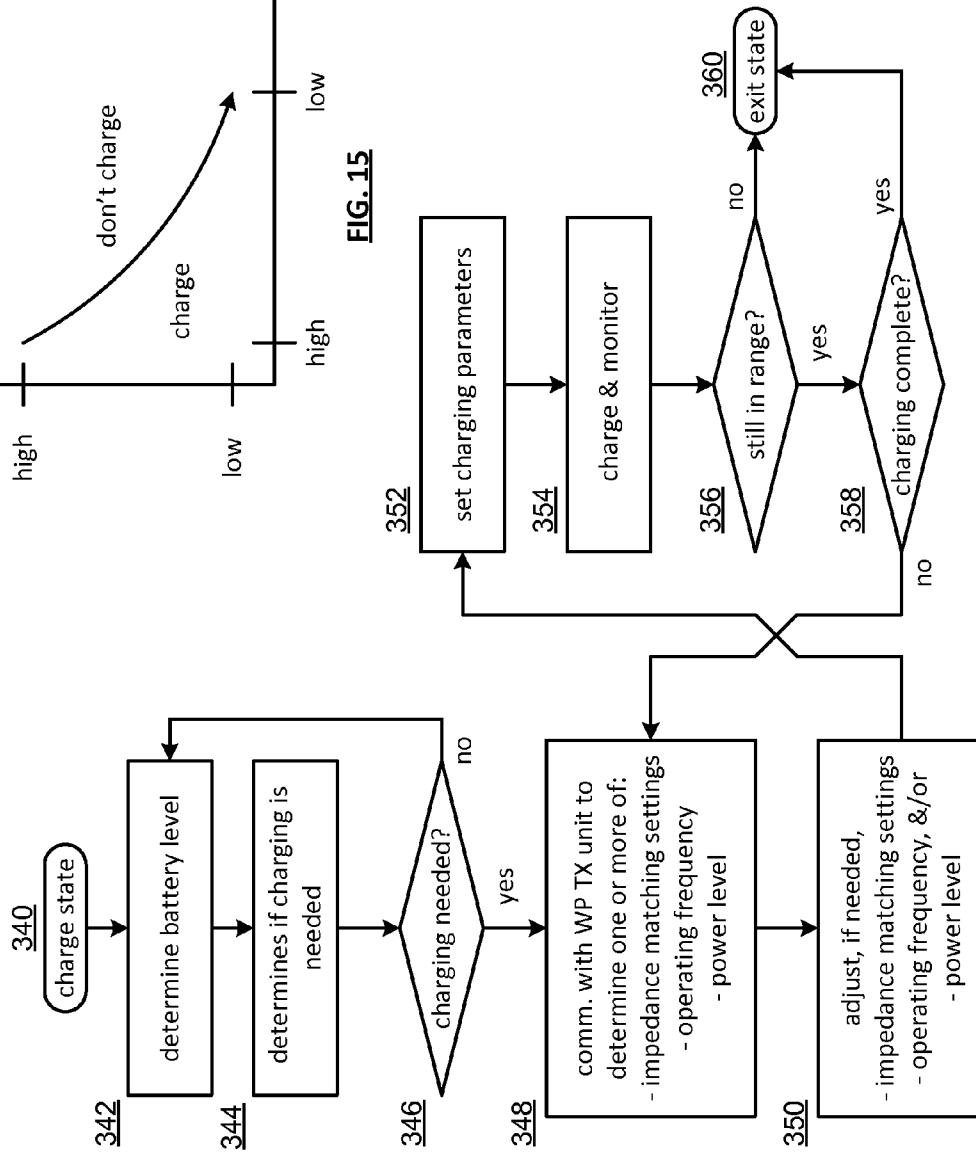 340
charge state
342
determine battery level
344
determines if charging is
needed
346
charging needed?
no
yes
348
comm. with WP TX unit to
determine one or more of:
- impedance matching settings
- operating frequency
- power level
350
adjust, if needed,
- impedance matching settings
- operating frequency, &/or
- power level
352
set charging parameters
354
charge & monitor
356
still in range?
no
yes
358
charging complete?
no
yes
360
exit state
high
low
don't charge
charge
high
low
FIG. 15